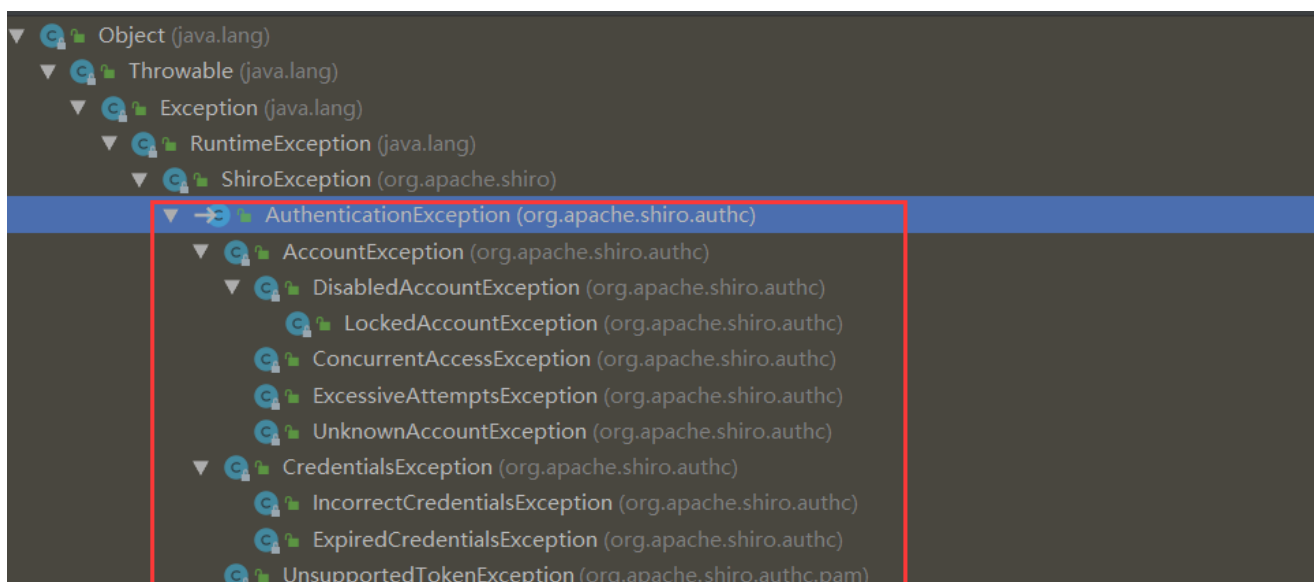 Object (java.lang)
Throwable (java.lang)
Exception (java.lang)
RuntimeException (java.lang)
ShiroException (org.apache.shiro)
AuthenticationException (org.apache.shiro.authc)
AccountException (org.apache.shiro.authc)
DisabledAccountException (org.apache.shiro.authc)
LockedAccountException (org.apache.shiro.authc)
ConcurrentAccessException (org.apache.shiro.authc)
ExcessiveAttemptsException (org.apache.shiro.authc)
UnknownAccountException (org.apache.shiro.authc)
CredentialsException (org.apache.shiro.authc)
IncorrectCredentialsException (org.apache.shiro.authc)
ExpiredCredentialsException (org.apache.shiro.authc)
UnsupportedTokenException (org.apache.shiro.authc.pam)